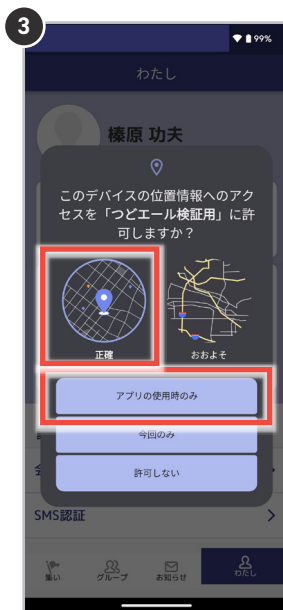 3
99%
わたし
榛原 功夫
このデバイスの位置情報へのアク
セスを「つどエール検証用」に許
可しますか？
正確
おおよそ
アプリの使用時のみ
今回のみ
許可しない
SMS認証
集い
グループ
お知らせ
わたし